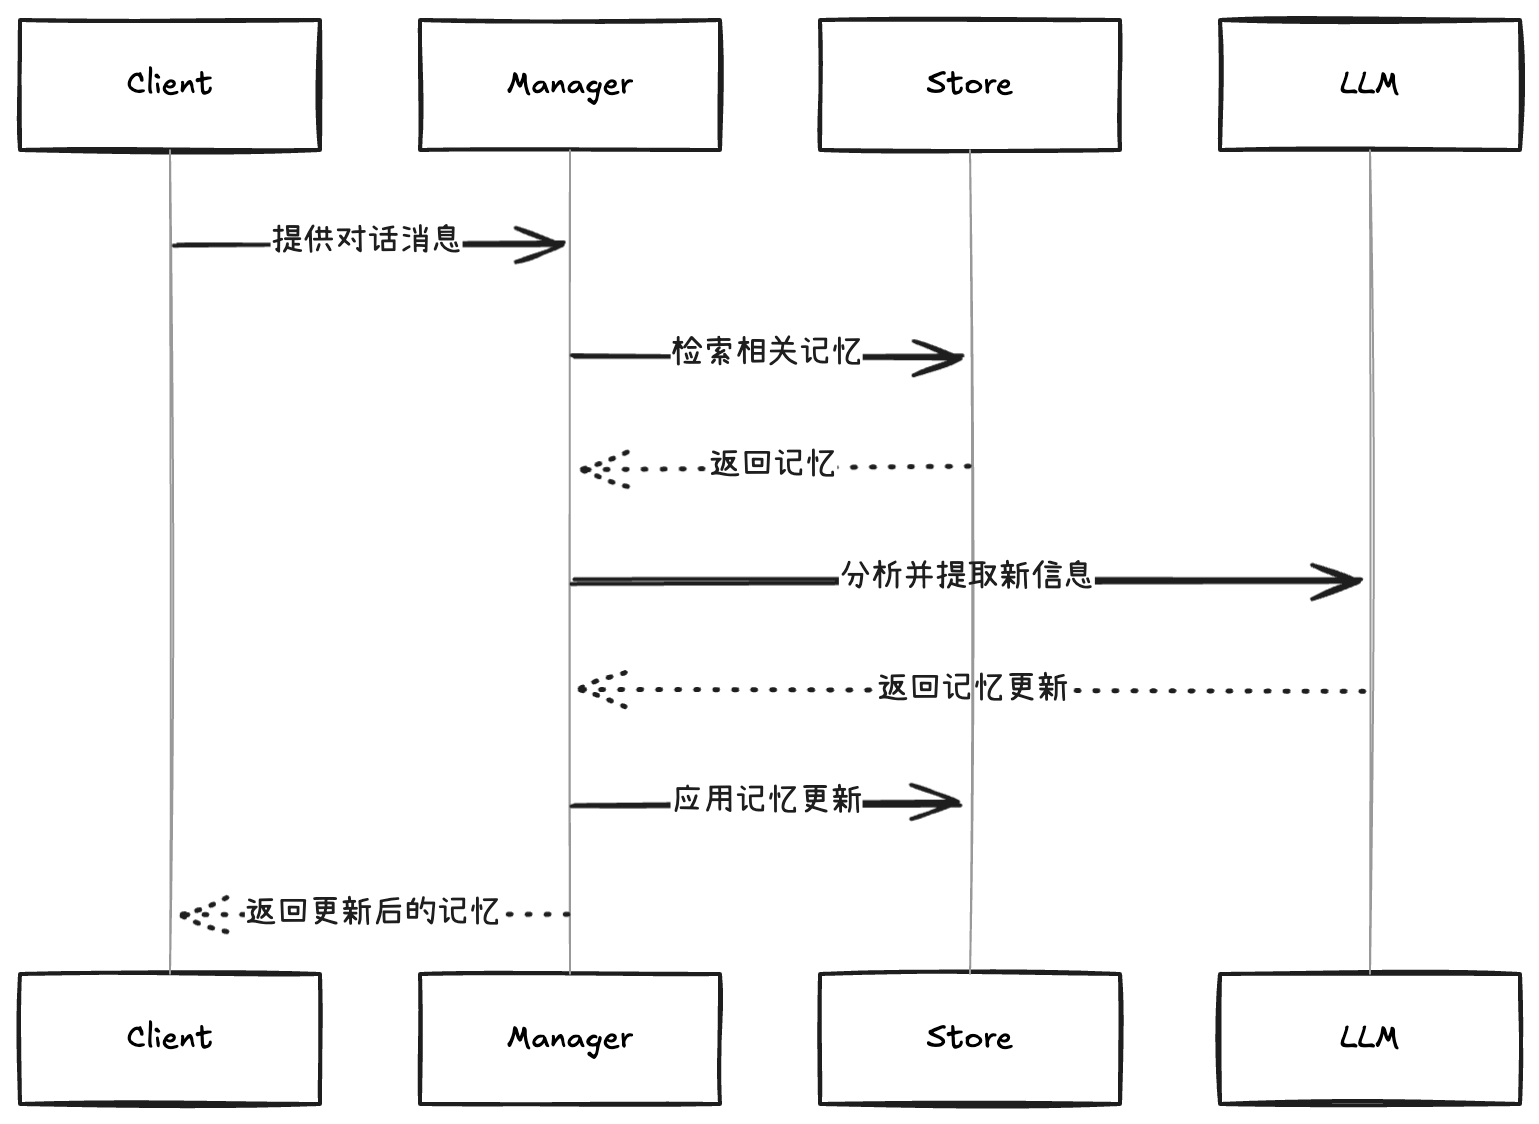 Client
Manager
Store
LLM
提供对话消息
检索相关记忆
返回记忆
分析并提取新信息
返回记忆更新
应用记忆更新
返回更新后的记忆
Client
Manager
Store
LLM